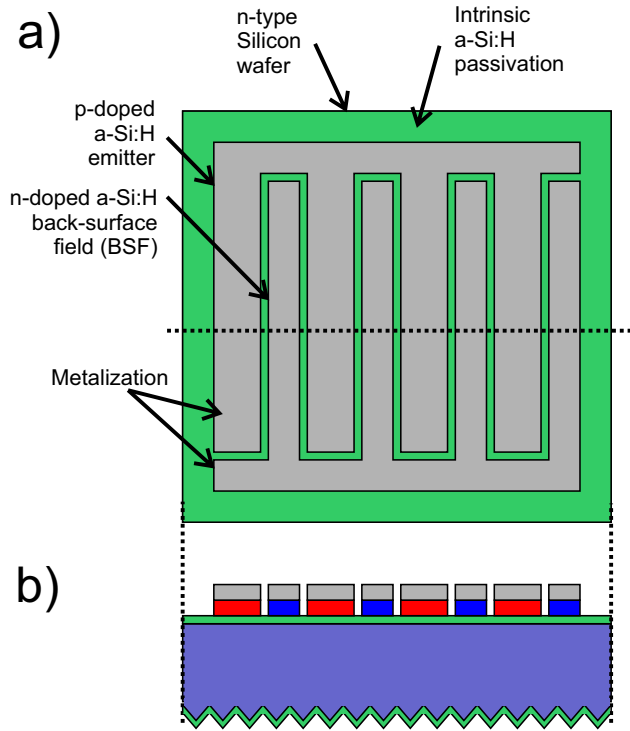 a)
n-type
Silicon
wafer
Intrinsic
a-Si:H
passivation
p-doped
a-Si:H
emitter
n-doped a-Si:H
back-surface
field (BSF)
Metalization
b)